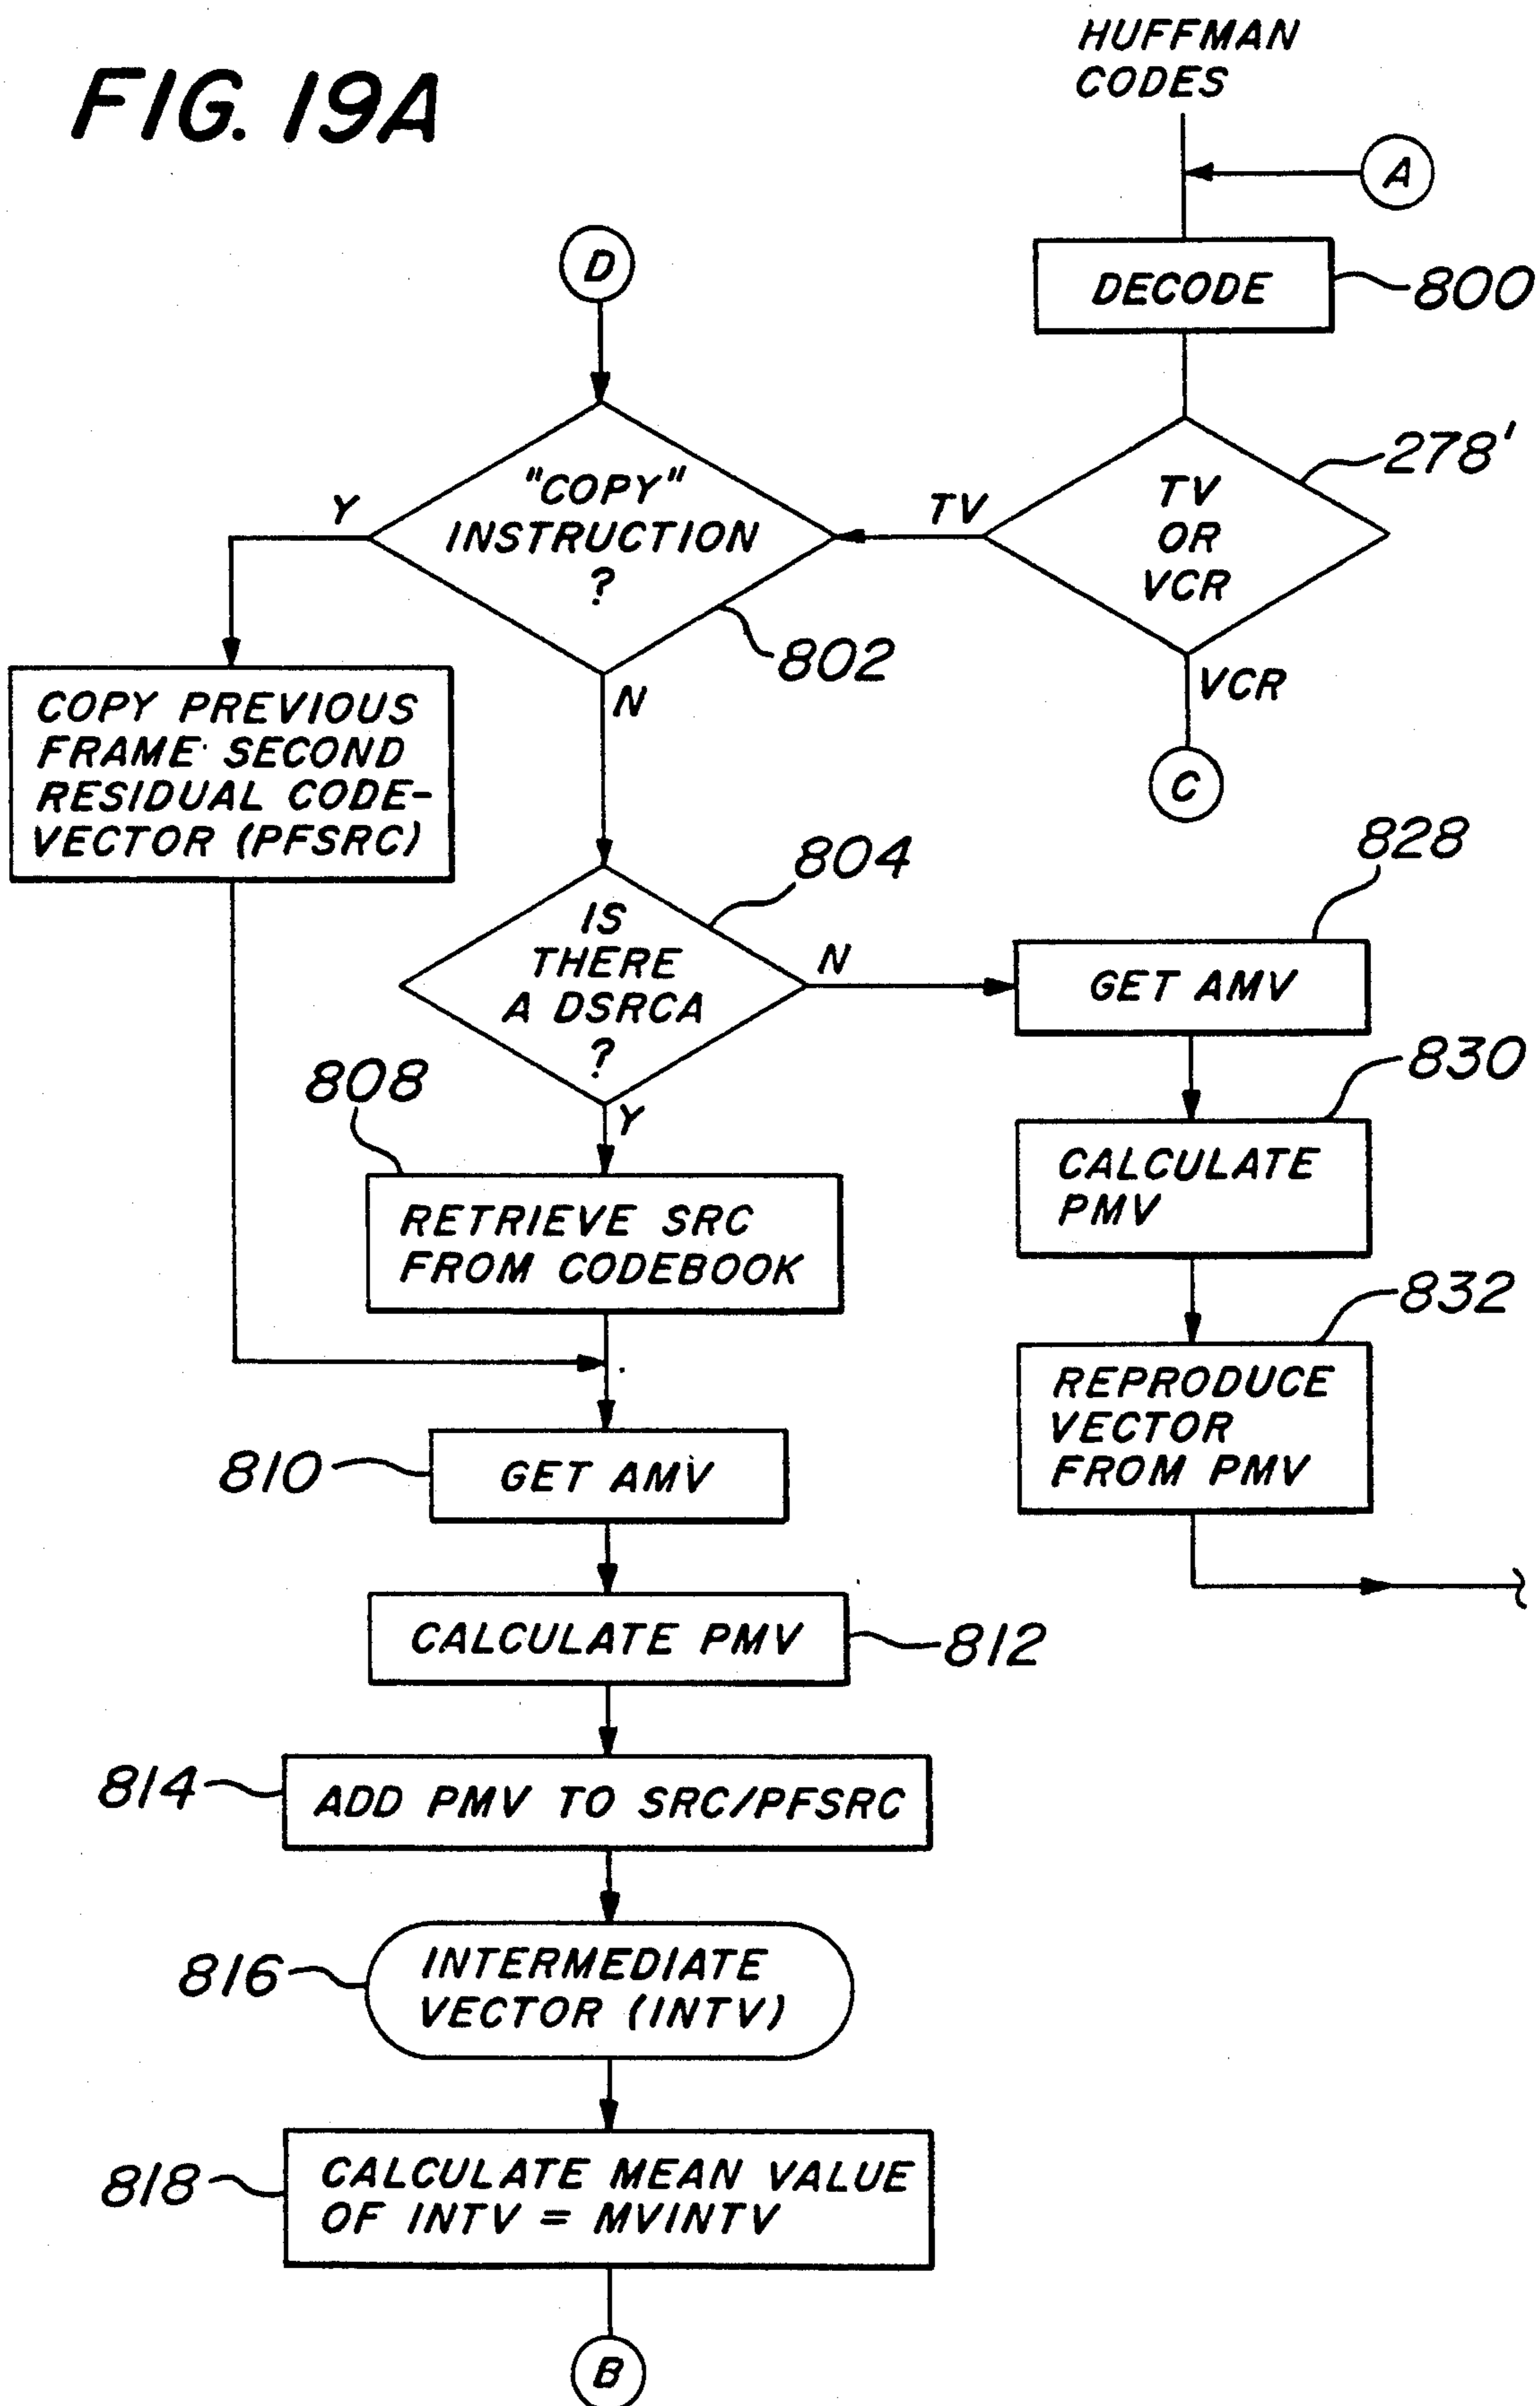 FIG. 19A
HUFFMAN
CODES
A
D
DECODE
800
278'
"COPY"
INSTRUCTION
?
Y
TV
TV
OR
VCR
802
N
VCR
C
COPY PREVIOUS
FRAME SECOND
RESIDUAL CODE-
VECTOR (PFSRC)
804
828
IS
THERE
A DSRCA
?
N
GET AMV
808
Y
830
CALCULATE
PMV
RETRIEVE SRC
FROM CODEBOOK
832
REPRODUCE
VECTOR
FROM PMV
810
GET AMV
CALCULATE PMV
812
814
ADD PMV TO SRC/PFSRC
816
INTERMEDIATE
VECTOR (INTV)
818
CALCULATE MEAN VALUE
OF INTV = MVINTV
B